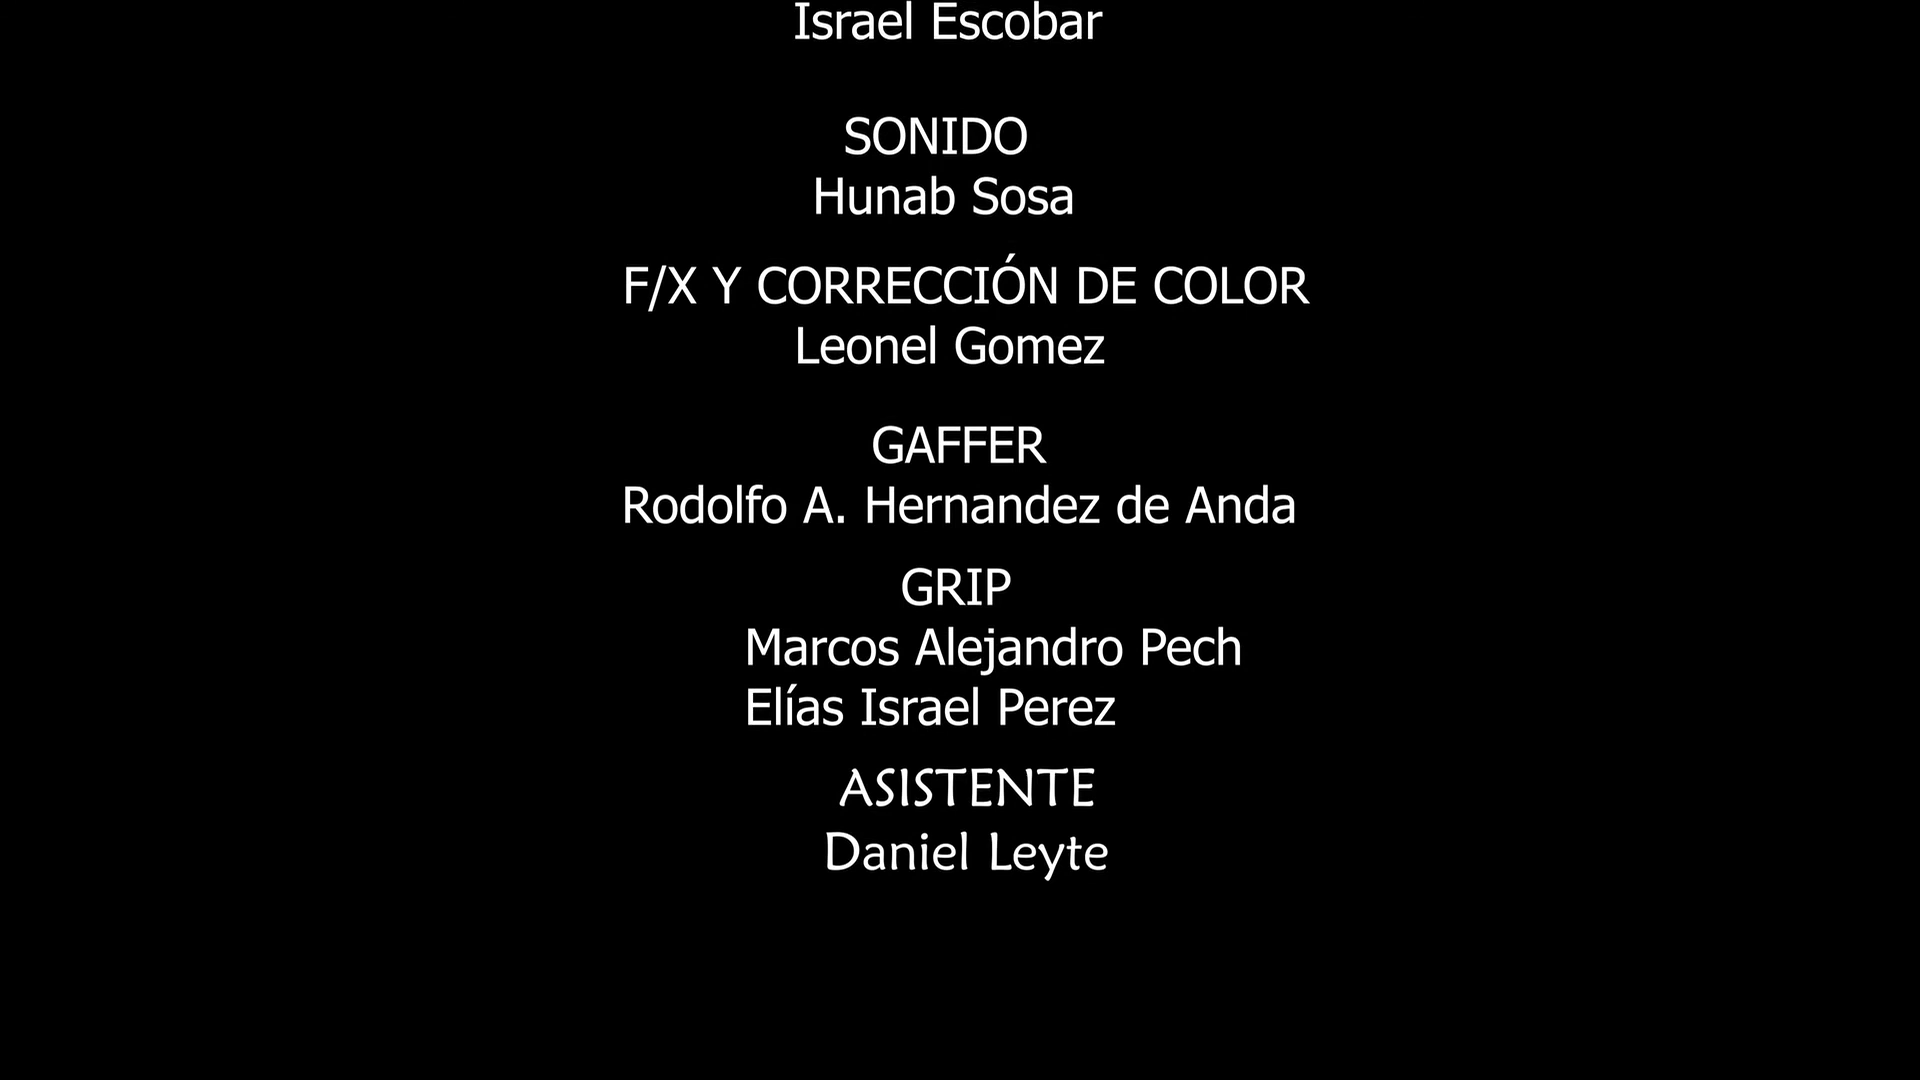 Israel Escobar
SONIDO
Hunab Sosa
F/X Y CORRECCIÓN DE COLOR
Leonel Gomez
GAFFER
Rodolfo A. Hernandez de Anda
GRIP
Marcos Alejandro Pech
Elías Israel Perez
ASISTENTE
Daniel Leyte